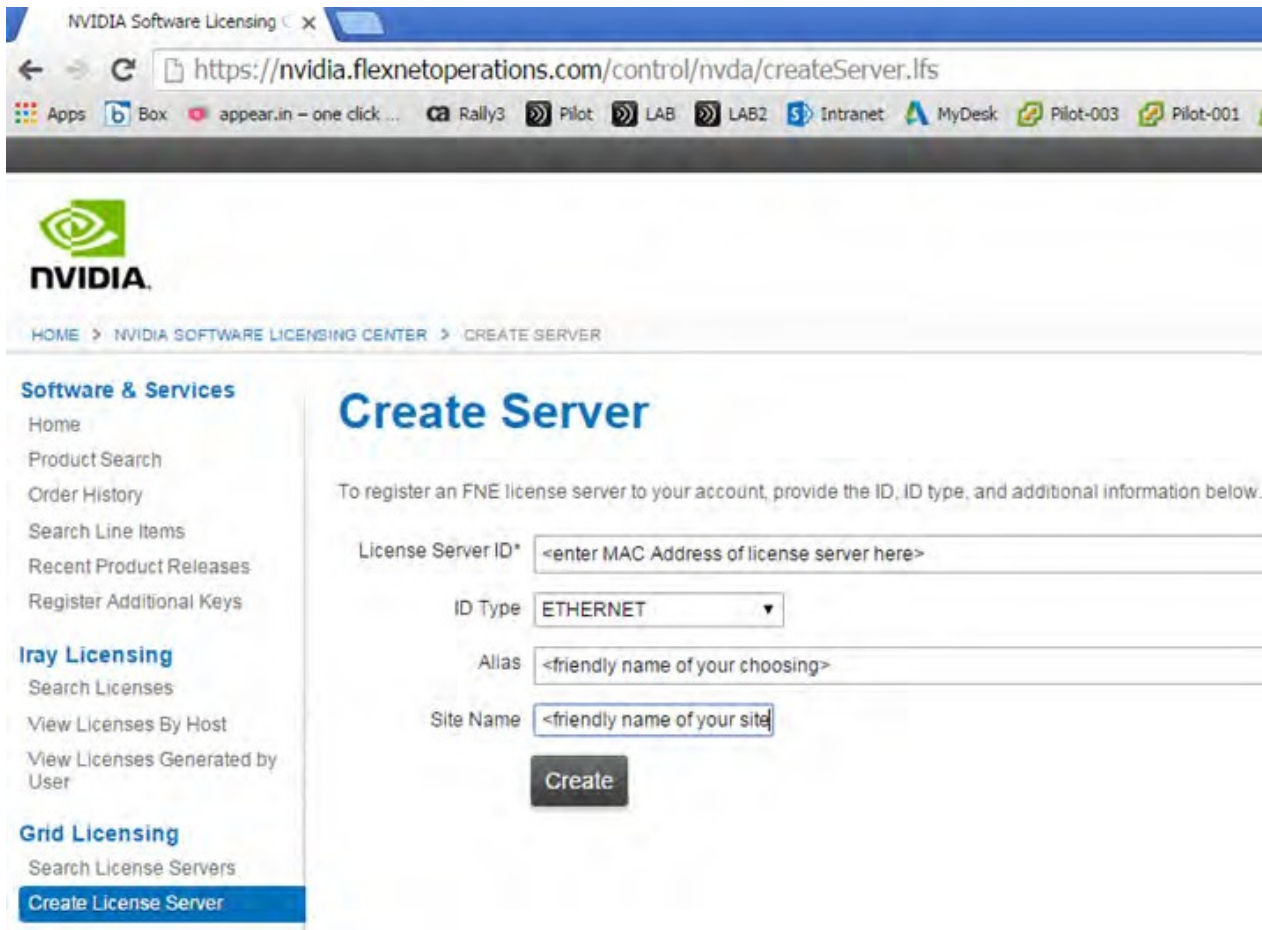 NVIDIA Software Licensing C
https://nvidia.flexnetoperations.com/control/nvda/createServer.lfs
Apps Box appear.in – one click ... Rally3 Pilot LAB LAB2 Intranet MyDesk Pilot-003 Pilot-001
NVIDIA.
HOME > NVIDIA SOFTWARE LICENSING CENTER > CREATE SERVER
Software & Services
Home
Product Search
Order History
Search Line Items
Recent Product Releases
Register Additional Keys
Iray Licensing
Search Licenses
View Licenses By Host
View Licenses Generated by
User
Grid Licensing
Search License Servers
Create License Server
Create Server
To register an FNE license server to your account, provide the ID, ID type, and additional information below.
License Server ID* <enter MAC Address of license server here>
ID Type ETHERNET
Alias <friendly name of your choosing>
Site Name <friendly name of your site
Create